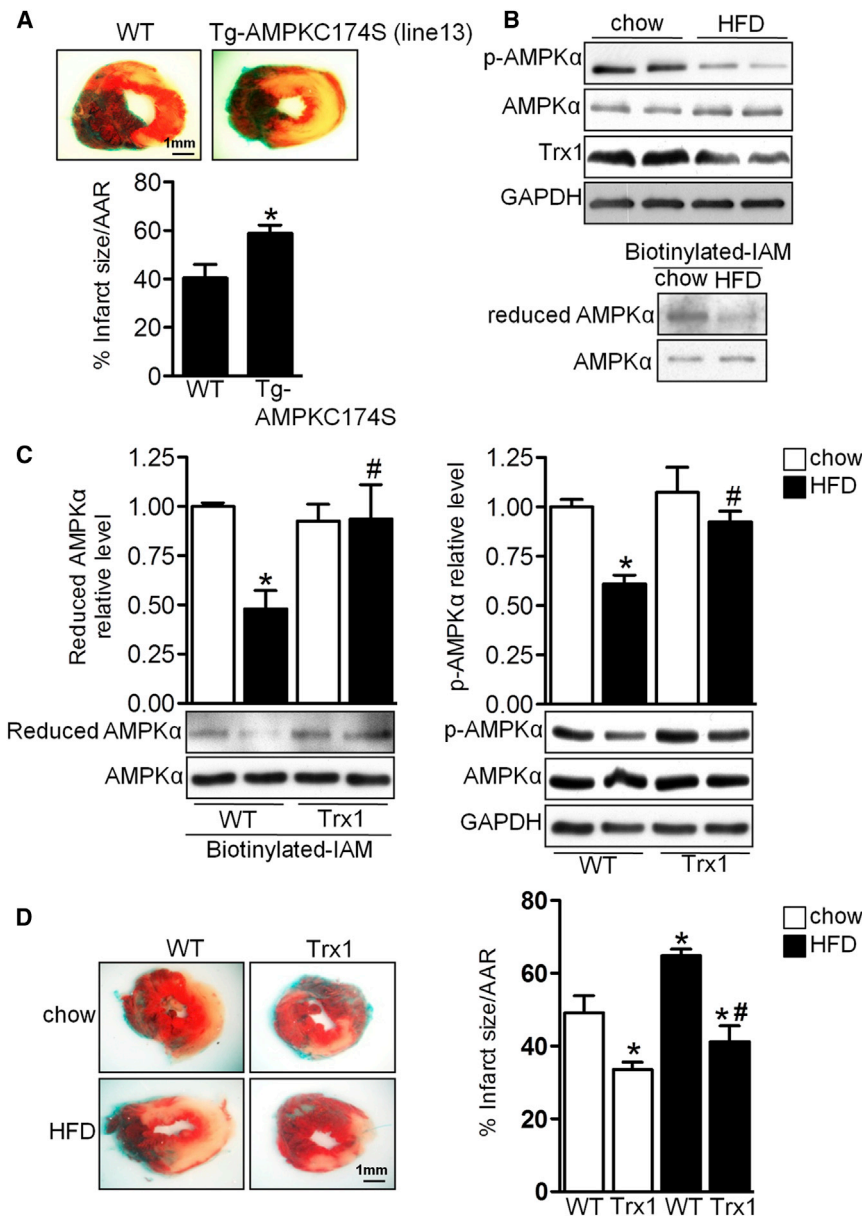 A
WT Tg-AMPKC174S (line13)
1mm
80
60
40
20
0
% Infarct size/AAR
*
WT Tg-
AMPKC174S
B
chow HFD
p-AMPKα
AMPKα
Trx1
GAPDH
Biotinylated-IAM
chow HFD
reduced AMPKα
AMPKα
C
1.25
1.00
0.75
0.50
0.25
0.00
Reduced AMPKα
relative level
*
#
Reduced AMPKα
AMPKα
WT Trx1
Biotinylated-IAM
1.25
1.00
0.75
0.50
0.25
0.00
p-AMPKα relative level
*
#
chow
HFD
p-AMPKα
AMPKα
GAPDH
WT Trx1
D
WT Trx1
chow
HFD
1mm
80
60
40
20
0
% Infarct size/AAR
*
*
*#
chow
HFD
WT Trx1 WT Trx1